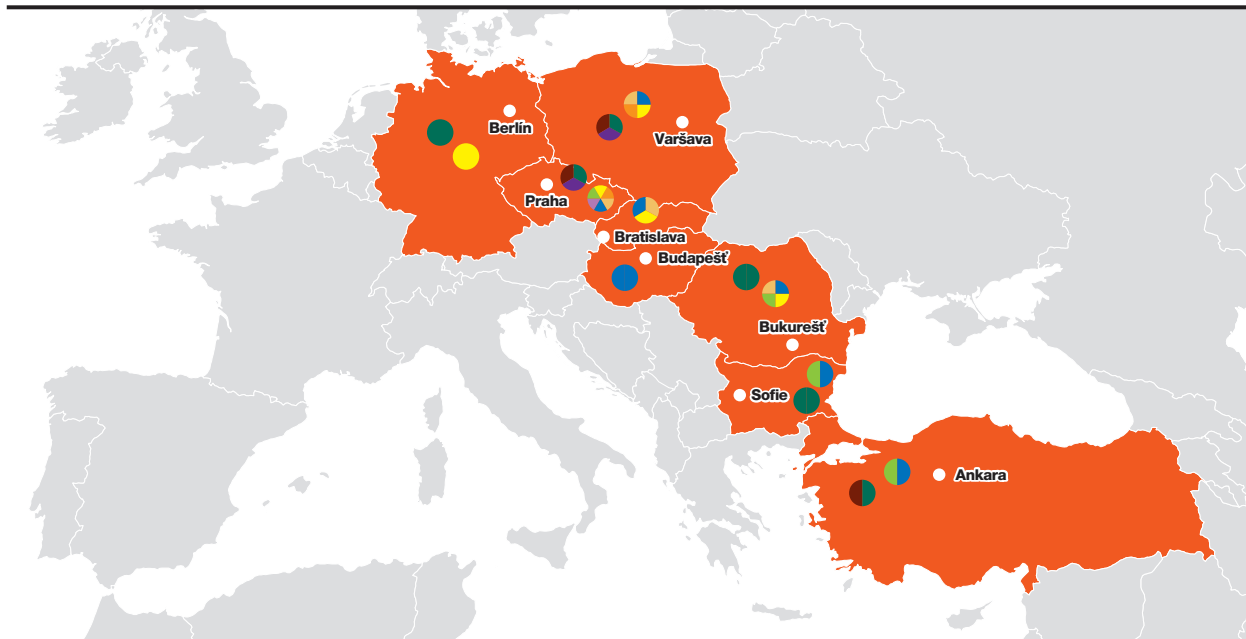 Berlín
Varšava
Praha
Bratislava
Budapešť
Bukurešť
Sofie
Ankara